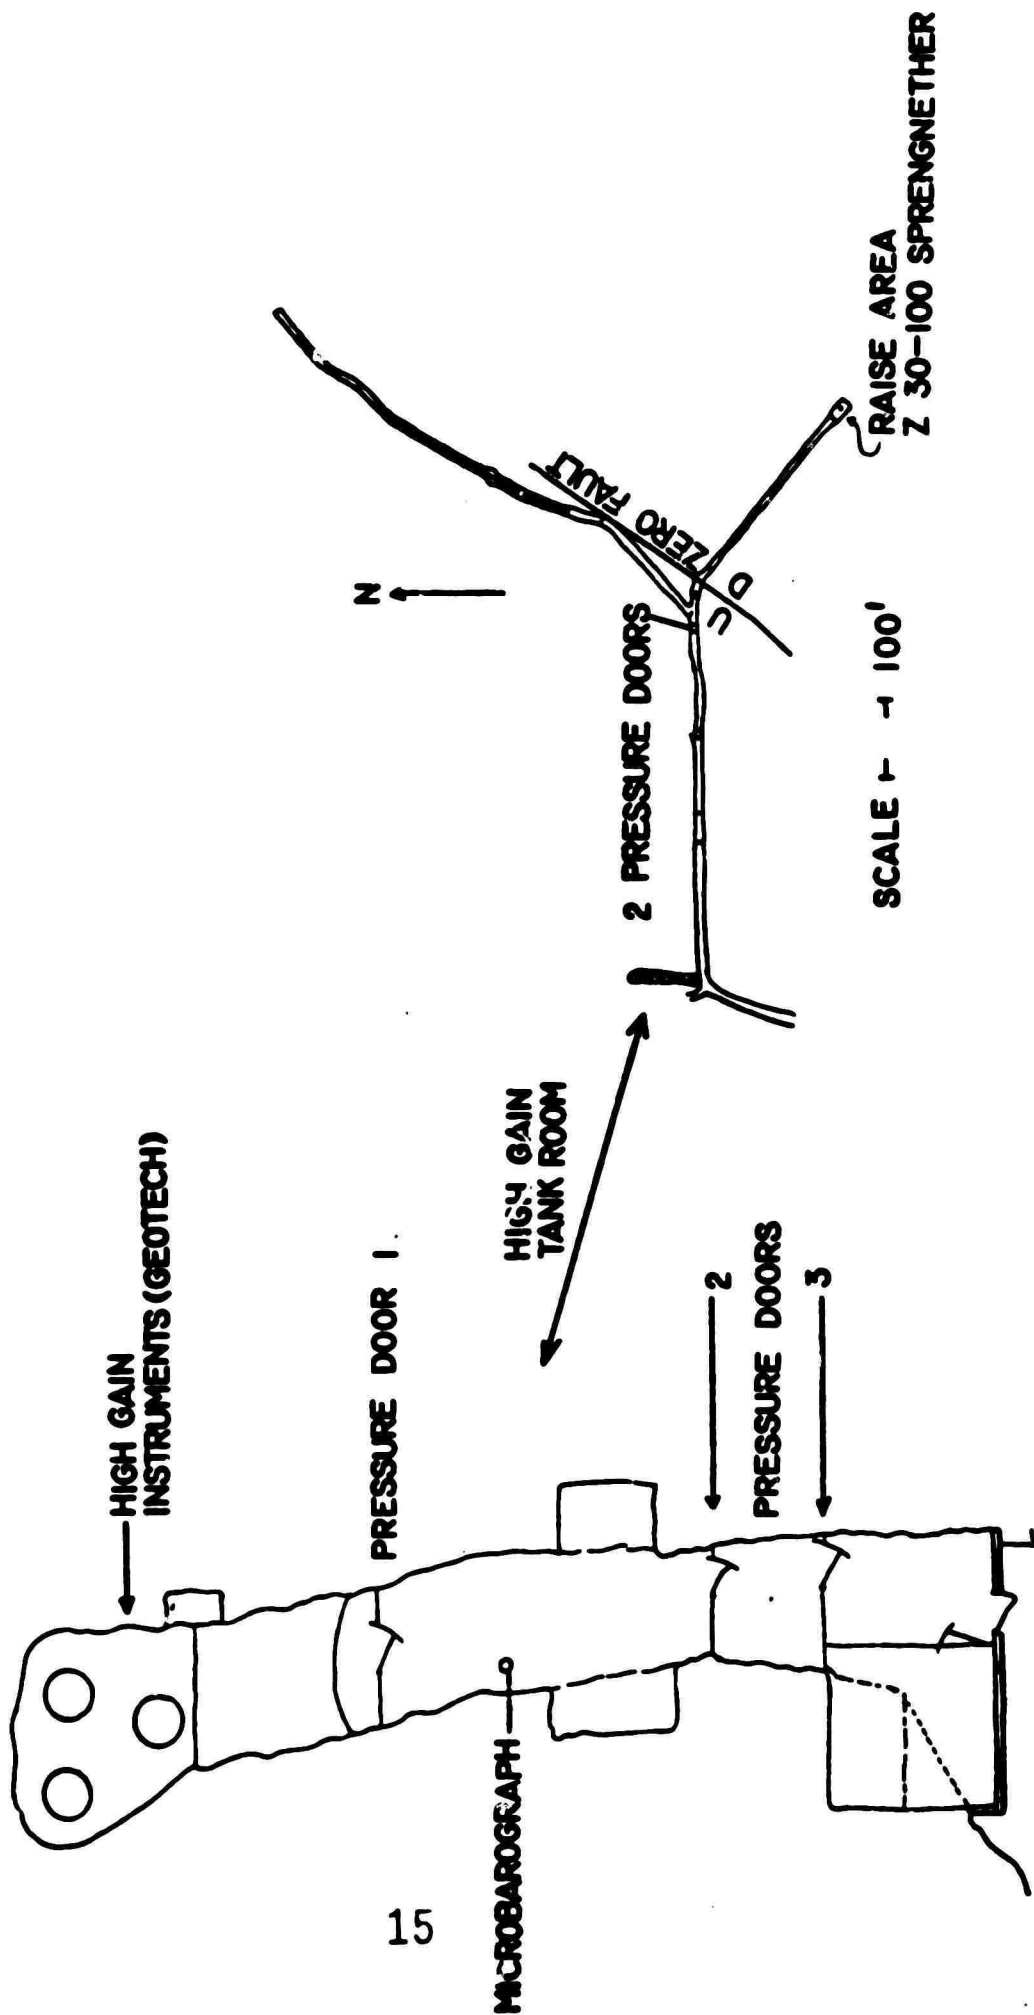 HIGH GAIN
INSTRUMENTS (GEOTECH)
PRESSURE DOOR 1
MICROBAROGRAPH
HIGH GAIN
TANK ROOM
2
PRESSURE DOORS
3
N
2 PRESSURE DOORS
ZERO FAULT
U
D
RAISE AREA
Z 30-100 SPRENGNETHER
SCALE 100'
15